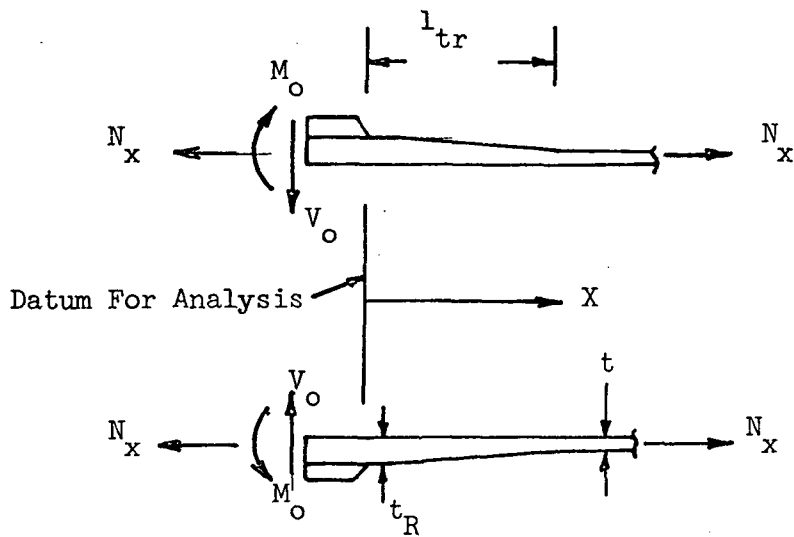 l_tr
M_o
N_x
N_x
V_o
Datum For Analysis
X
V_o
t
N_x
N_x
M_o
t_R